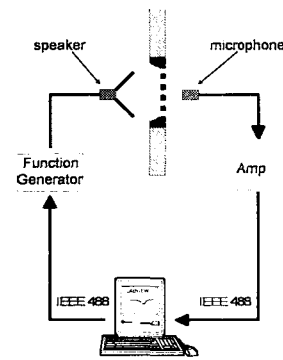 speaker
microphone
Function
Generator
Amp
IEEE 488
IEEE 488